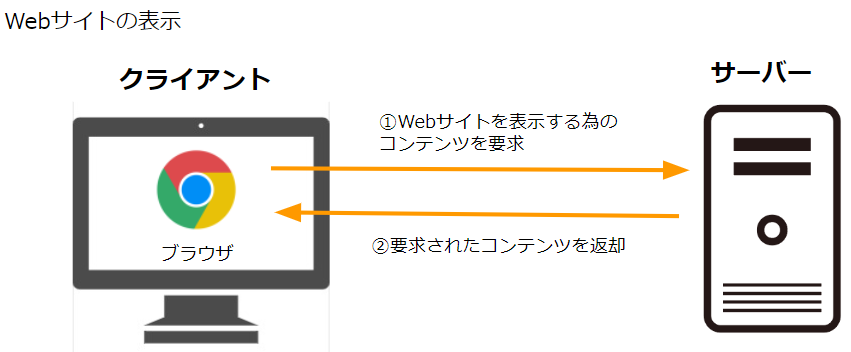 Webサイトの表示
クライアント
サーバー
①Webサイトを表示する為の
コンテンツを要求
ブラウザ
②要求されたコンテンツを返却